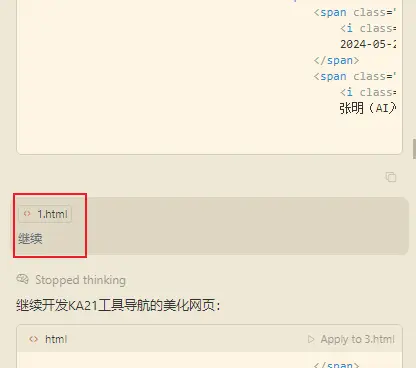 <span class="
<i class=
2024-05-2
</span>
<span class="
<i class=
张明（AI
<> 1.html
继续
Stopped thinking
继续开发KA21工具导航的美化网页：
<> html
Apply to 3.html
</span>